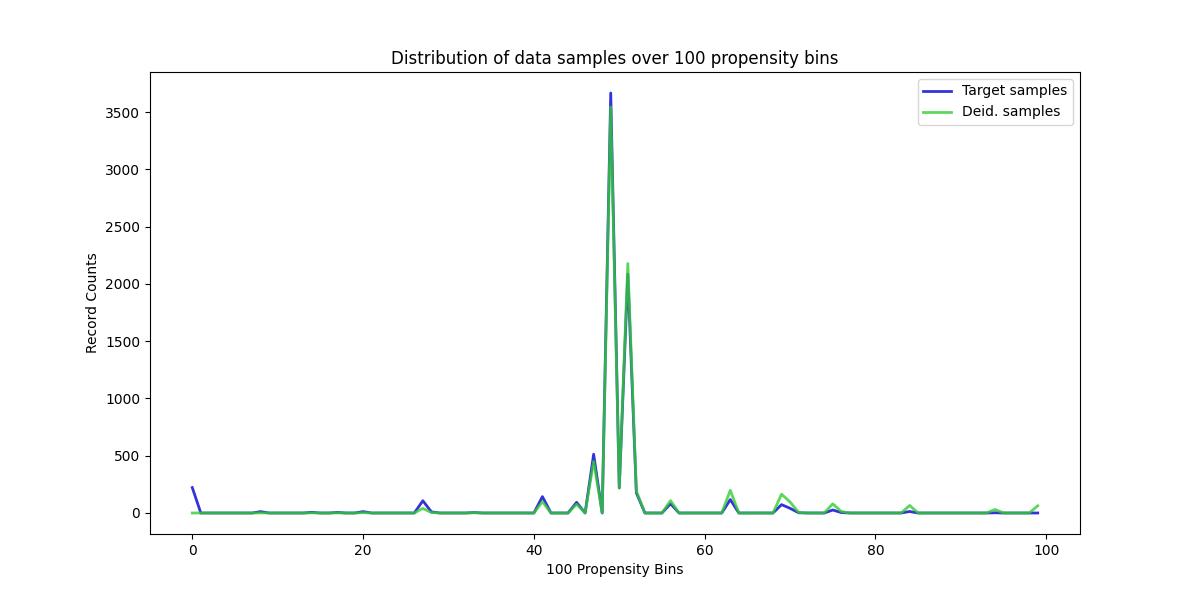 Distribution of data samples over 100 propensity bins
Target samples
Deid. samples
Record Counts
3500
3000
2500
2000
1500
1000
500
0
0 20 40 60 80 100
100 Propensity Bins